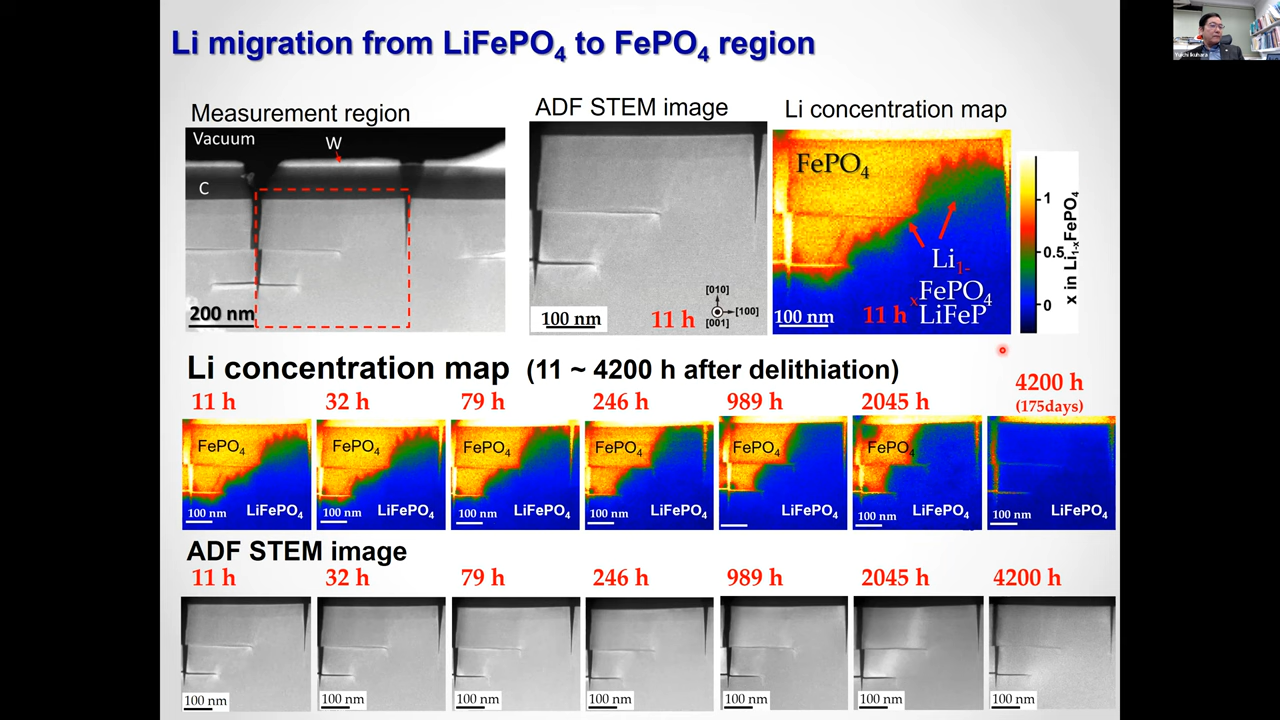 Li migration from LiFePO4 to FePO4 region
Yuichi Ikuhara
Measurement region
ADF STEM image
Li concentration map
Vacuum
W
C
200 nm
[010]
[100]
[001]
100 nm
11 h
FePO4
Li1-
x
FePO4
LiFeP
100 nm
11 h
1
0.5
0
x in Li1-xFePO4
Li concentration map (11 ~ 4200 h after delithiation)
11 h
32 h
79 h
246 h
989 h
2045 h
4200 h
(175days)
FePO4
FePO4
FePO4
FePO4
FePO4
FePO4
LiFePO4
LiFePO4
LiFePO4
LiFePO4
LiFePO4
LiFePO4
LiFePO4
100 nm
100 nm
100 nm
100 nm
100 nm
100 nm
ADF STEM image
11 h
32 h
79 h
246 h
989 h
2045 h
4200 h
100 nm
100 nm
100 nm
100 nm
100 nm
100 nm
100 nm